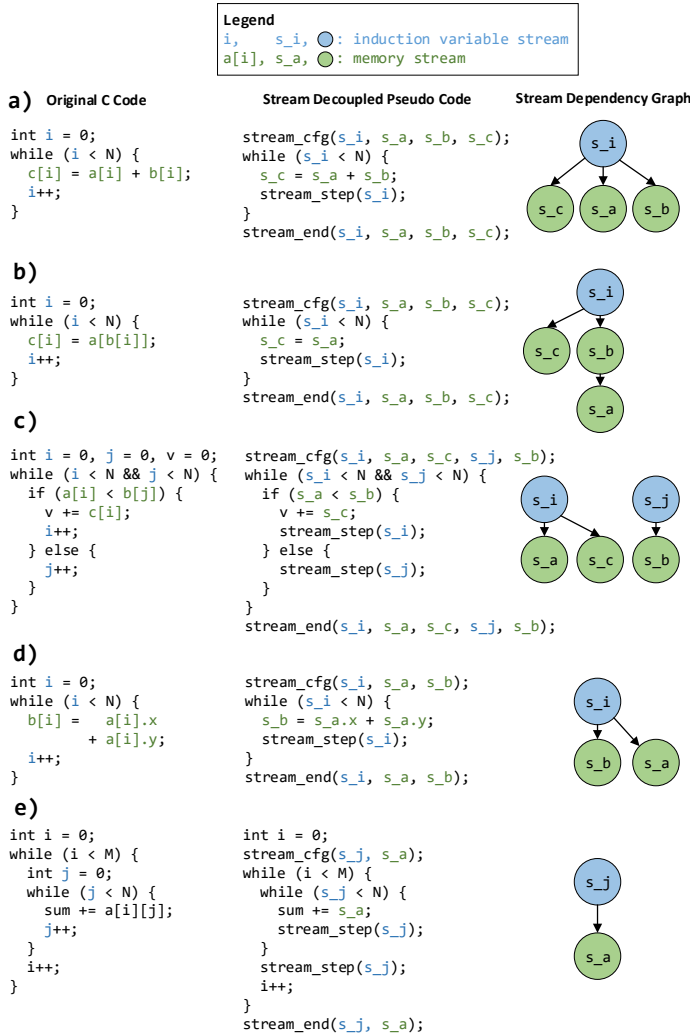 Legend
i,    s_i,  : induction variable stream
a[i], s_a,  : memory stream
a)
Original C Code
Stream Decoupled Pseudo Code
Stream Dependency Graph
int i = 0;
while (i < N) {
  c[i] = a[i] + b[i];
  i++;
}
stream_cfg(s_i, s_a, s_b, s_c);
while (s_i < N) {
  s_c = s_a + s_b;
  stream_step(s_i);
}
stream_end(s_i, s_a, s_b, s_c);
s_i
s_c s_a s_b
b)
int i = 0;
while (i < N) {
  c[i] = a[b[i]];
  i++;
}
stream_cfg(s_i, s_a, s_b, s_c);
while (s_i < N) {
  s_c = s_a;
  stream_step(s_i);
}
stream_end(s_i, s_a, s_b, s_c);
s_i
s_c s_b
s_a
c)
int i = 0, j = 0, v = 0;
while (i < N && j < N) {
  if (a[i] < b[j]) {
    v += c[i];
    i++;
  } else {
    j++;
  }
}
stream_cfg(s_i, s_a, s_c, s_j, s_b);
while (s_i < N && s_j < N) {
  if (s_a < s_b) {
    v += s_c;
    stream_step(s_i);
  } else {
    stream_step(s_j);
  }
}
stream_end(s_i, s_a, s_c, s_j, s_b);
s_i s_j
s_a s_c s_b
d)
int i = 0;
while (i < N) {
  b[i] =   a[i].x
         + a[i].y;
  i++;
}
stream_cfg(s_i, s_a, s_b);
while (s_i < N) {
  s_b = s_a.x + s_a.y;
  stream_step(s_i);
}
stream_end(s_i, s_a, s_b);
s_i
s_b s_a
e)
int i = 0;
while (i < M) {
  int j = 0;
  while (j < N) {
    sum += a[i][j];
    j++;
  }
  i++;
}
int i = 0;
stream_cfg(s_j, s_a);
while (i < M) {
  while (s_j < N) {
    sum += s_a;
    stream_step(s_j);
  }
  stream_step(s_j);
  i++;
}
stream_end(s_j, s_a);
s_j
s_a